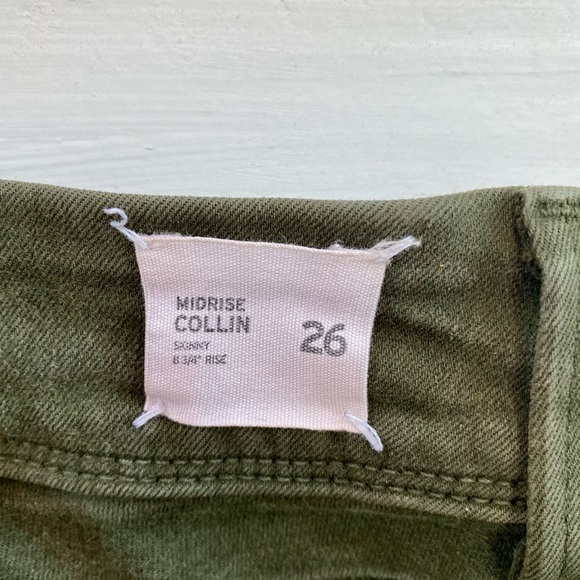 MIDRISE
COLLIN
SKINNY
8 3/4" RISE
26